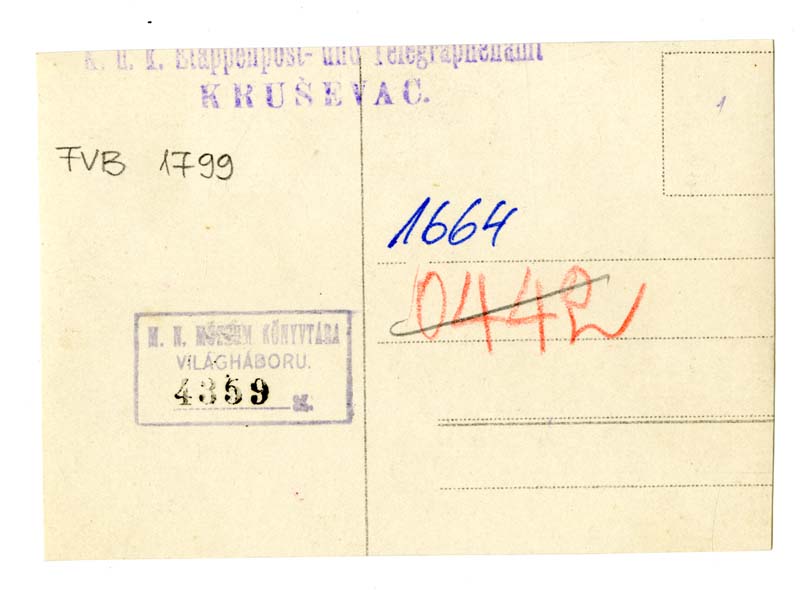 K. u. k. Etappenpost- und Telegraphenamt
KRUŠEVAC.
1
FVB 1799
1664
0442
M. N. MÚZEUM KÖNYVTÁRA
VILÁGHÁBORU.
4359 sz.